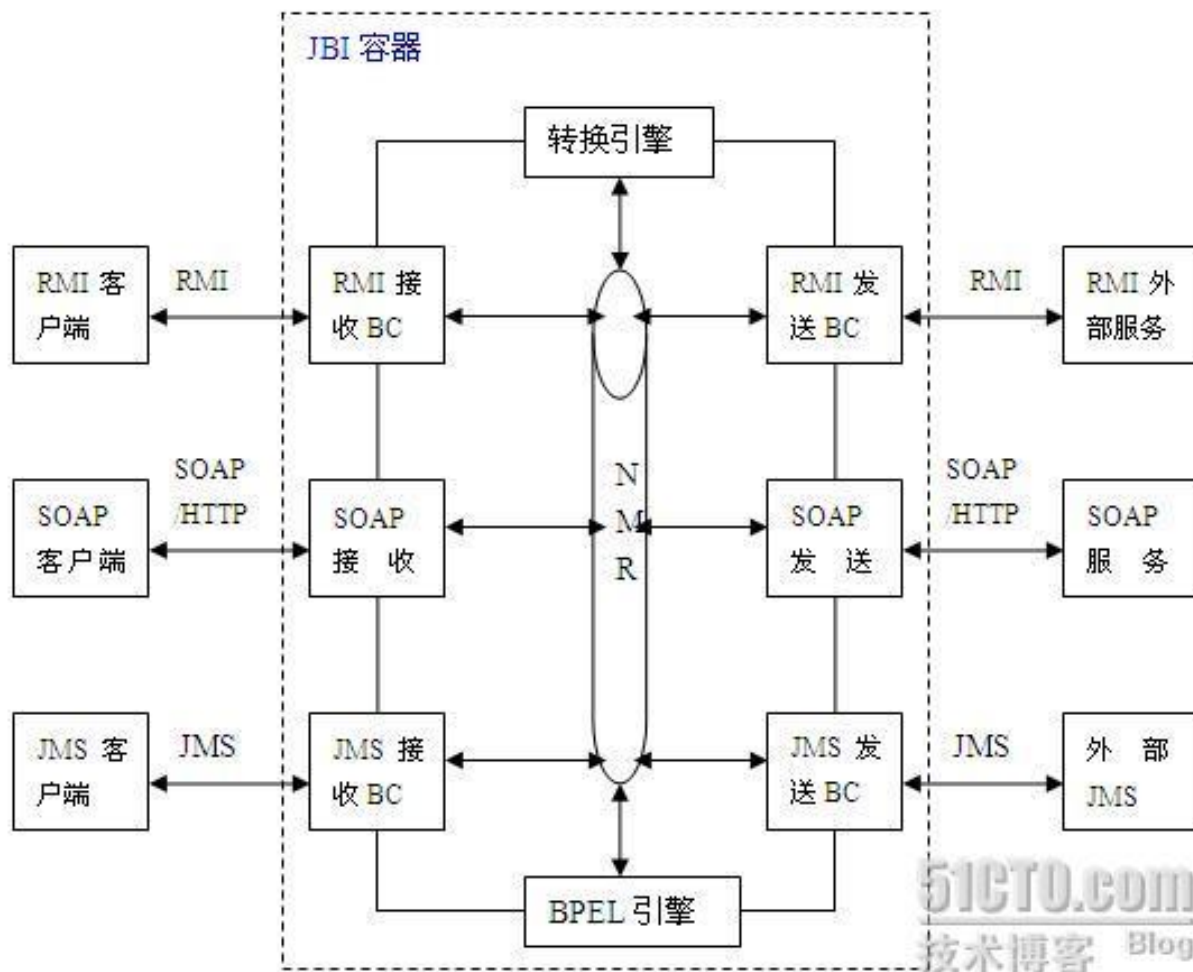 JBI 容器
转换引擎
RMI 客
户端
RMI
RMI 接
收 BC
RMI 发
送 BC
RMI
RMI 外
部服务
SOAP
客户端
SOAP
/HTTP
SOAP
接 收
N
M
R
SOAP
发 送
SOAP
/HTTP
SOAP
服 务
JMS 客
户端
JMS
JMS 接
收 BC
JMS 发
送 BC
JMS
外 部
JMS
BPEL 引擎
51CTO.com
技术博客 Blog